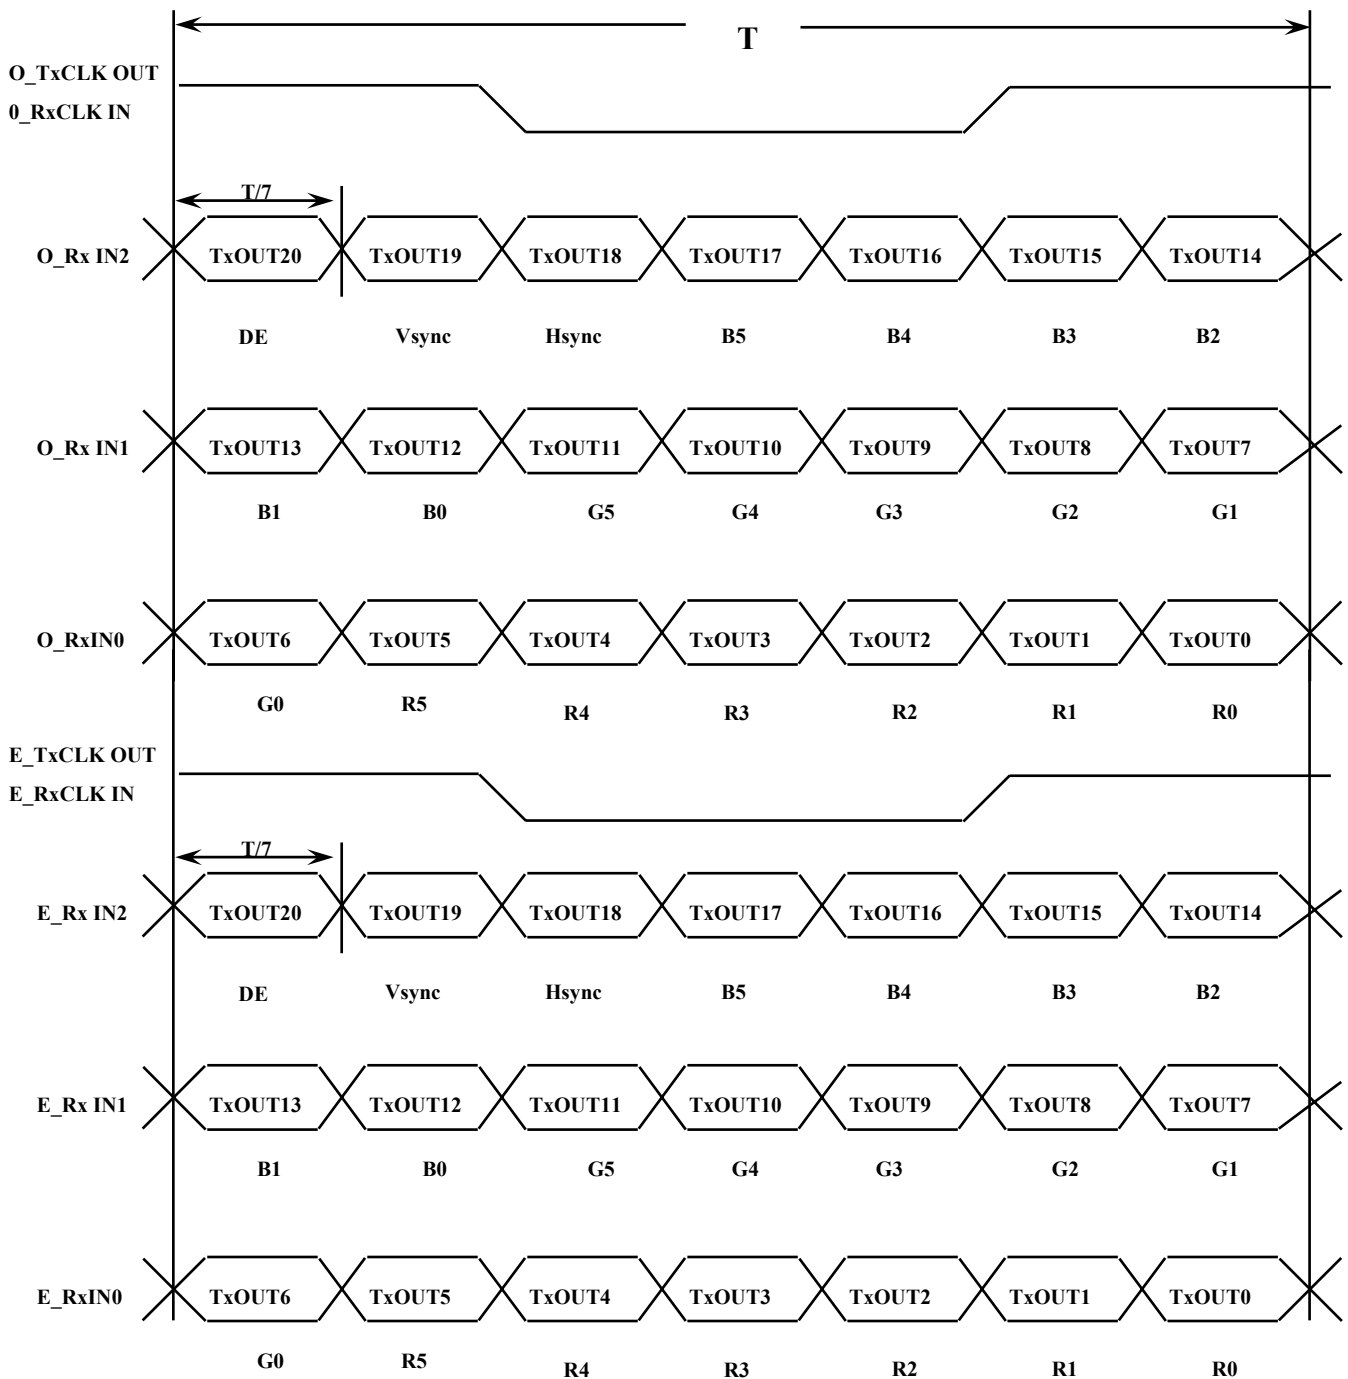 T
O_TxCLK OUT
0_RxCLK IN
T/7
O_Rx IN2 TxOUT20 TxOUT19 TxOUT18 TxOUT17 TxOUT16 TxOUT15 TxOUT14
DE Vsync Hsync B5 B4 B3 B2
O_Rx IN1 TxOUT13 TxOUT12 TxOUT11 TxOUT10 TxOUT9 TxOUT8 TxOUT7
B1 B0 G5 G4 G3 G2 G1
O_RxIN0 TxOUT6 TxOUT5 TxOUT4 TxOUT3 TxOUT2 TxOUT1 TxOUT0
G0 R5 R4 R3 R2 R1 R0
E_TxCLK OUT
E_RxCLK IN
T/7
E_Rx IN2 TxOUT20 TxOUT19 TxOUT18 TxOUT17 TxOUT16 TxOUT15 TxOUT14
DE Vsync Hsync B5 B4 B3 B2
E_Rx IN1 TxOUT13 TxOUT12 TxOUT11 TxOUT10 TxOUT9 TxOUT8 TxOUT7
B1 B0 G5 G4 G3 G2 G1
E_RxIN0 TxOUT6 TxOUT5 TxOUT4 TxOUT3 TxOUT2 TxOUT1 TxOUT0
G0 R5 R4 R3 R2 R1 R0